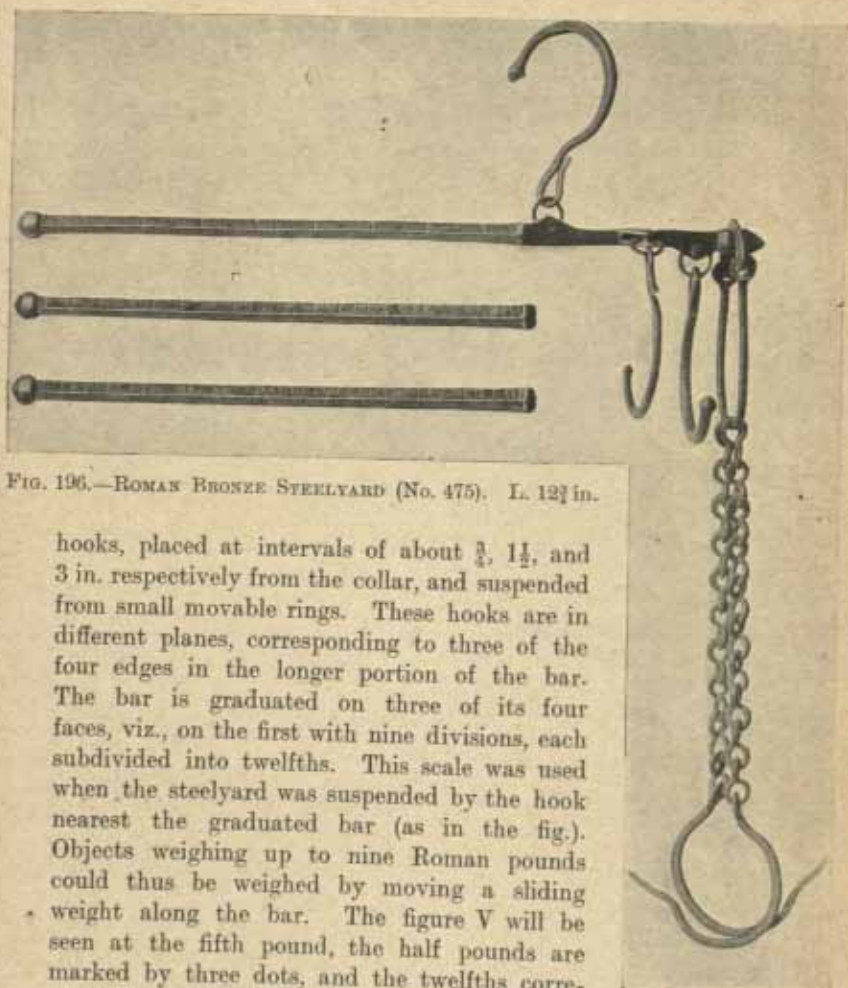 FIG. 196.—ROMAN BRONZE STEELYARD (No. 475). L. 12¾ in.
hooks, placed at intervals of about ¾, 1½, and
3 in. respectively from the collar, and suspended
from small movable rings. These hooks are in
different planes, corresponding to three of the
four edges in the longer portion of the bar.
The bar is graduated on three of its four
faces, viz., on the first with nine divisions, each
subdivided into twelfths. This scale was used
when the steelyard was suspended by the hook
nearest the graduated bar (as in the fig.).
Objects weighing up to nine Roman pounds
could thus be weighed by moving a sliding
weight along the bar. The figure V will be
seen at the fifth pound, the half pounds are
marked by three dots, and the twelfths corre-